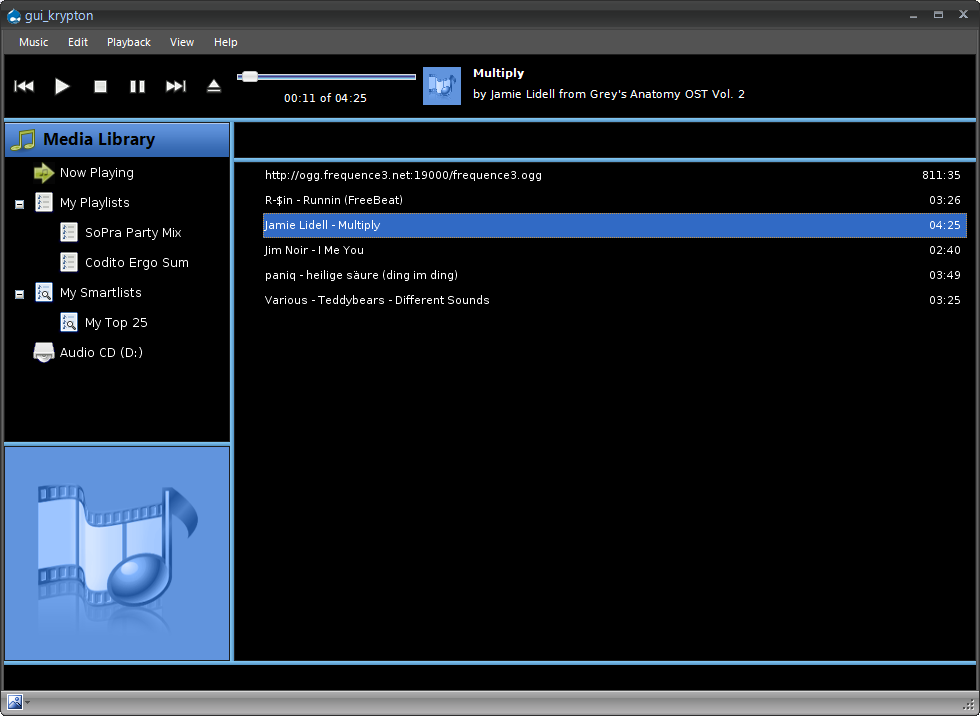 gui_krypton
Music Edit Playback View Help
00:11 of 04:25
Multiply
by Jamie Lidell from Grey's Anatomy OST Vol. 2
Media Library
Now Playing
My Playlists
SoPra Party Mix
Codito Ergo Sum
My Smartlists
My Top 25
Audio CD (D:)
http://ogg.frequence3.net:19000/frequence3.ogg 811:35
R-$in - Runnin (FreeBeat) 03:26
Jamie Lidell - Multiply 04:25
Jim Noir - I Me You 02:40
paniq - heilige säure (ding im ding) 03:49
Various - Teddybears - Different Sounds 03:25